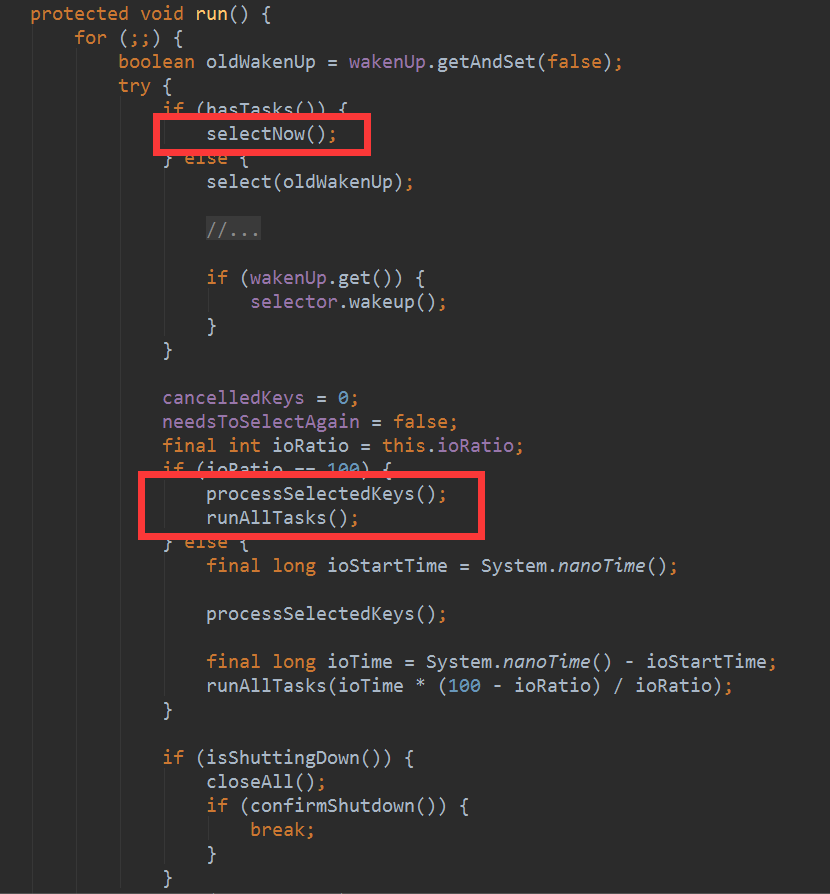 protected void run() {
for (;;) {
boolean oldWakenUp = wakenUp.getAndSet(false);
try {
if (hasTasks()) {
selectNow();
} else {
select(oldWakenUp);
//...
if (wakenUp.get()) {
selector.wakeup();
}
}
cancelledKeys = 0;
needsToSelectAgain = false;
final int ioRatio = this.ioRatio;
if (ioRatio == 100) {
processSelectedKeys();
runAllTasks();
} else {
final long ioStartTime = System.nanoTime();
processSelectedKeys();
final long ioTime = System.nanoTime() - ioStartTime;
runAllTasks(ioTime * (100 - ioRatio) / ioRatio);
}
if (isShuttingDown()) {
closeAll();
if (confirmShutdown()) {
break;
}
}